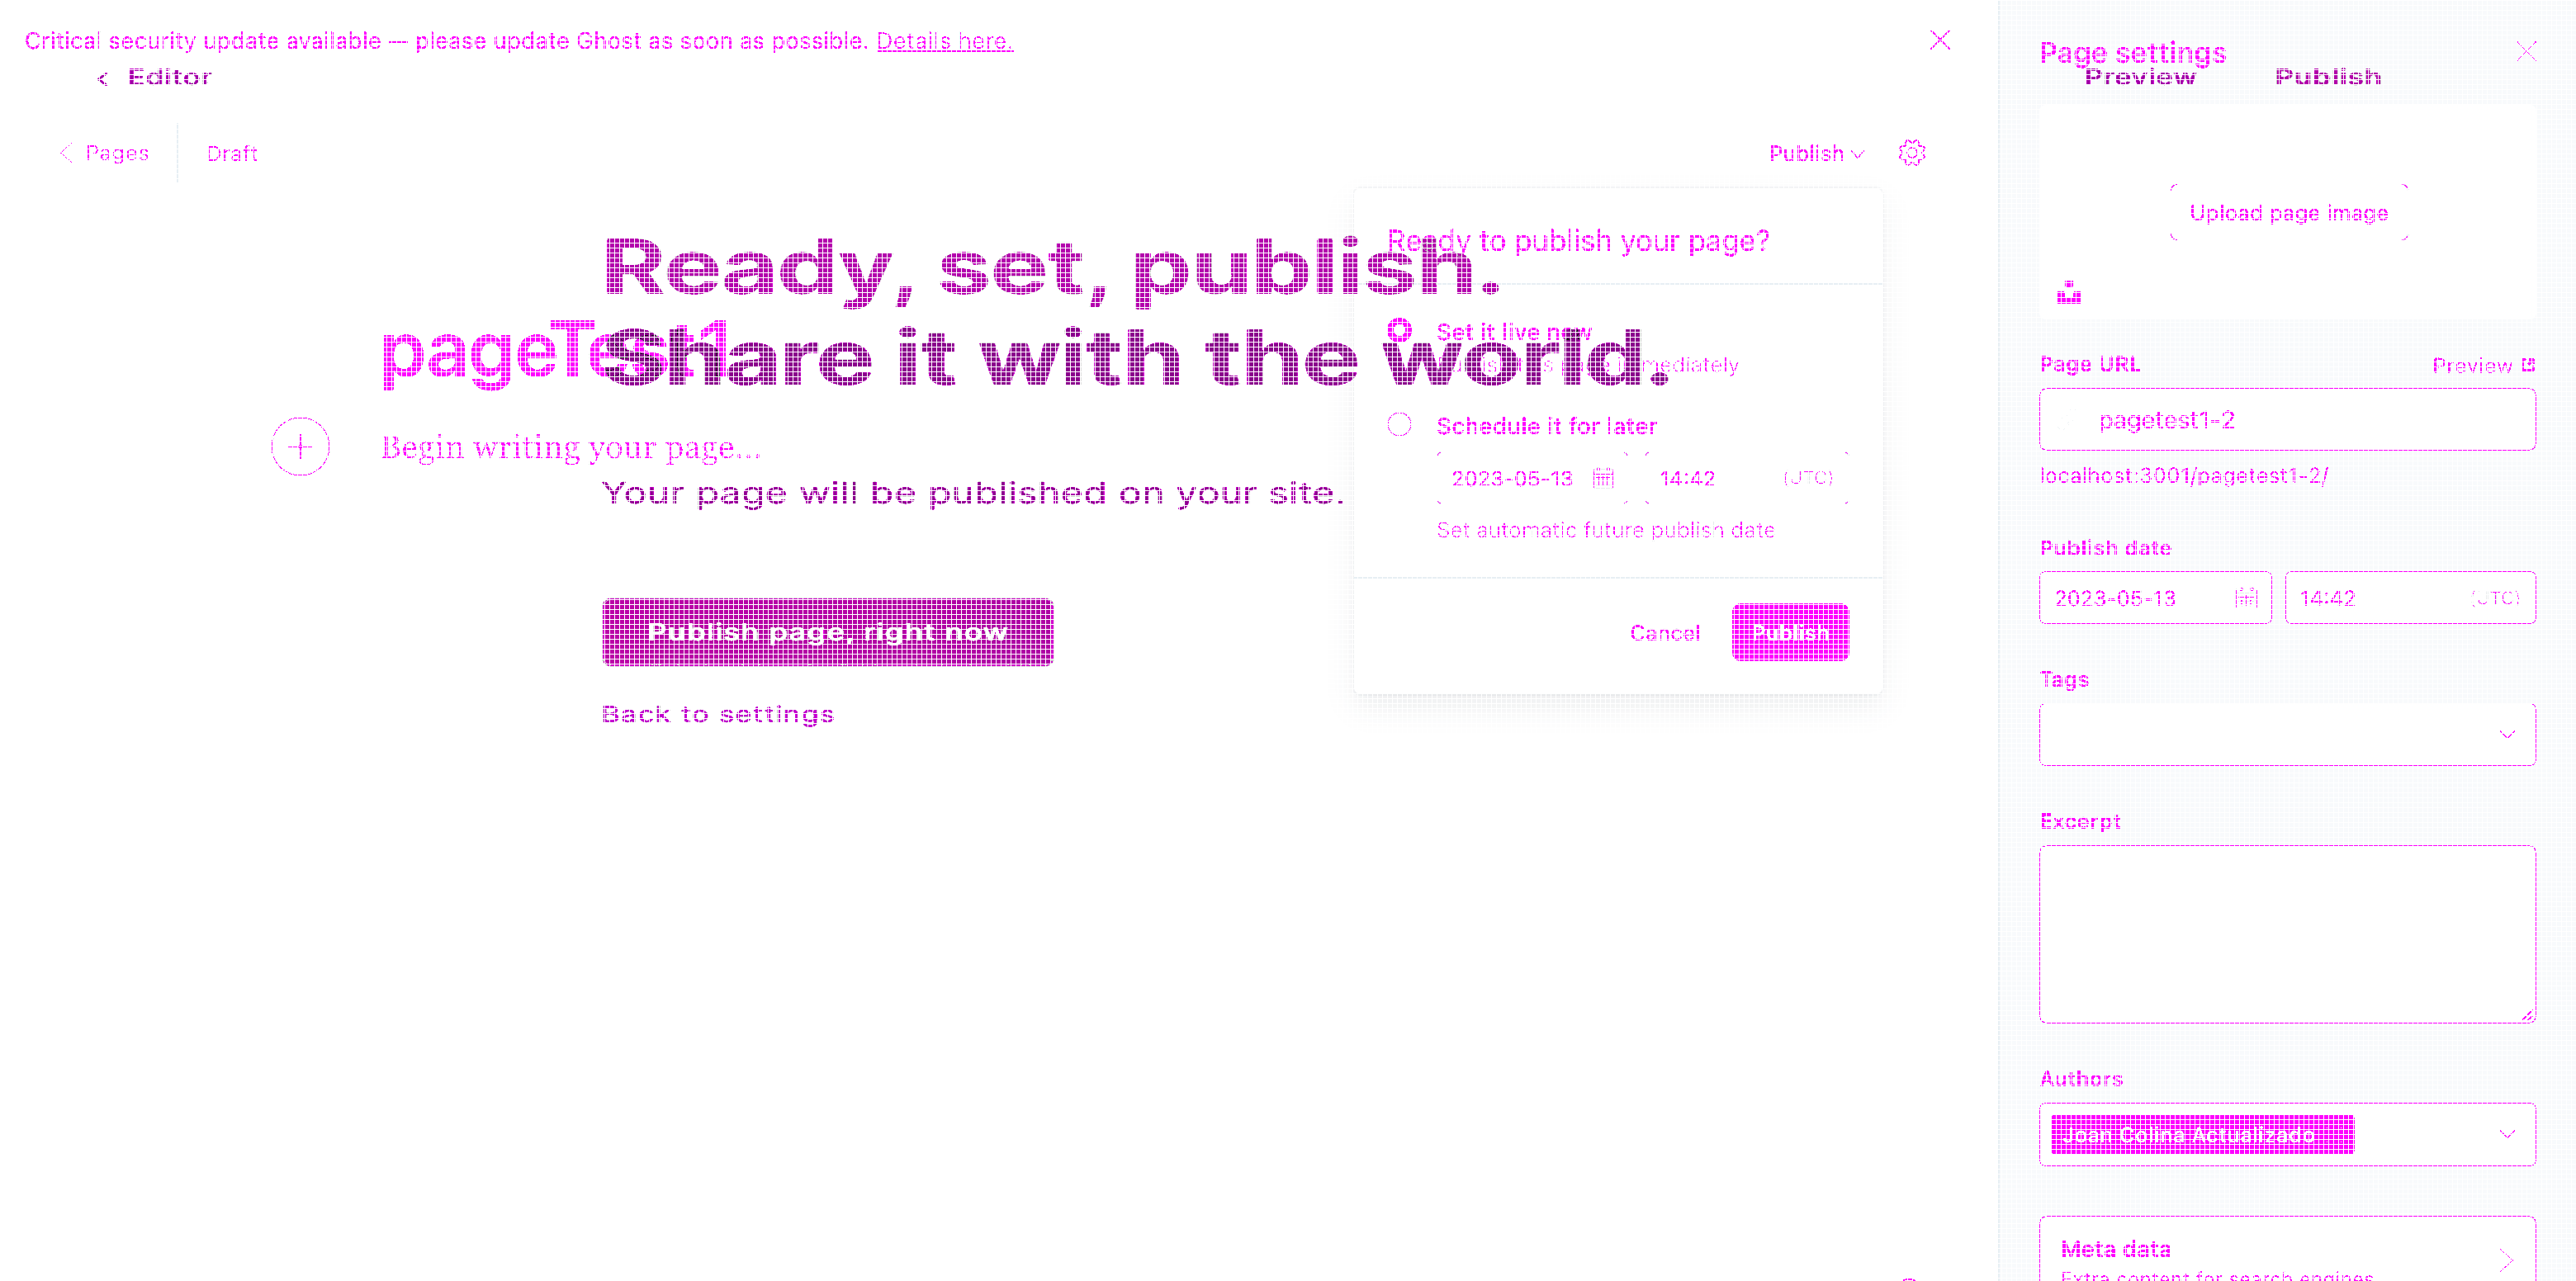 Critical security update available — please update Ghost as soon as possible. Details here.
Editor
Pages
Draft
Publish
Ready, set, publish.
Share it with the world.
pageTest1
Begin writing your page...
Your page will be published on your site.
Publish page, right now
Back to settings
Ready to publish your page?
Set it live now
immediately
Schedule it for later
2023-05-13
14:42
(UTC)
Set automatic future publish date
Cancel
Publish
Page settings
Preview
Publish
Upload page image
Page URL
Preview
pagetest1-2
localhost:3001/pagetest1-2/
Publish date
2023-05-13
14:42
(UTC)
Tags
Excerpt
Authors
Joan Colina Actualizado
Meta data
Extra content for search engines